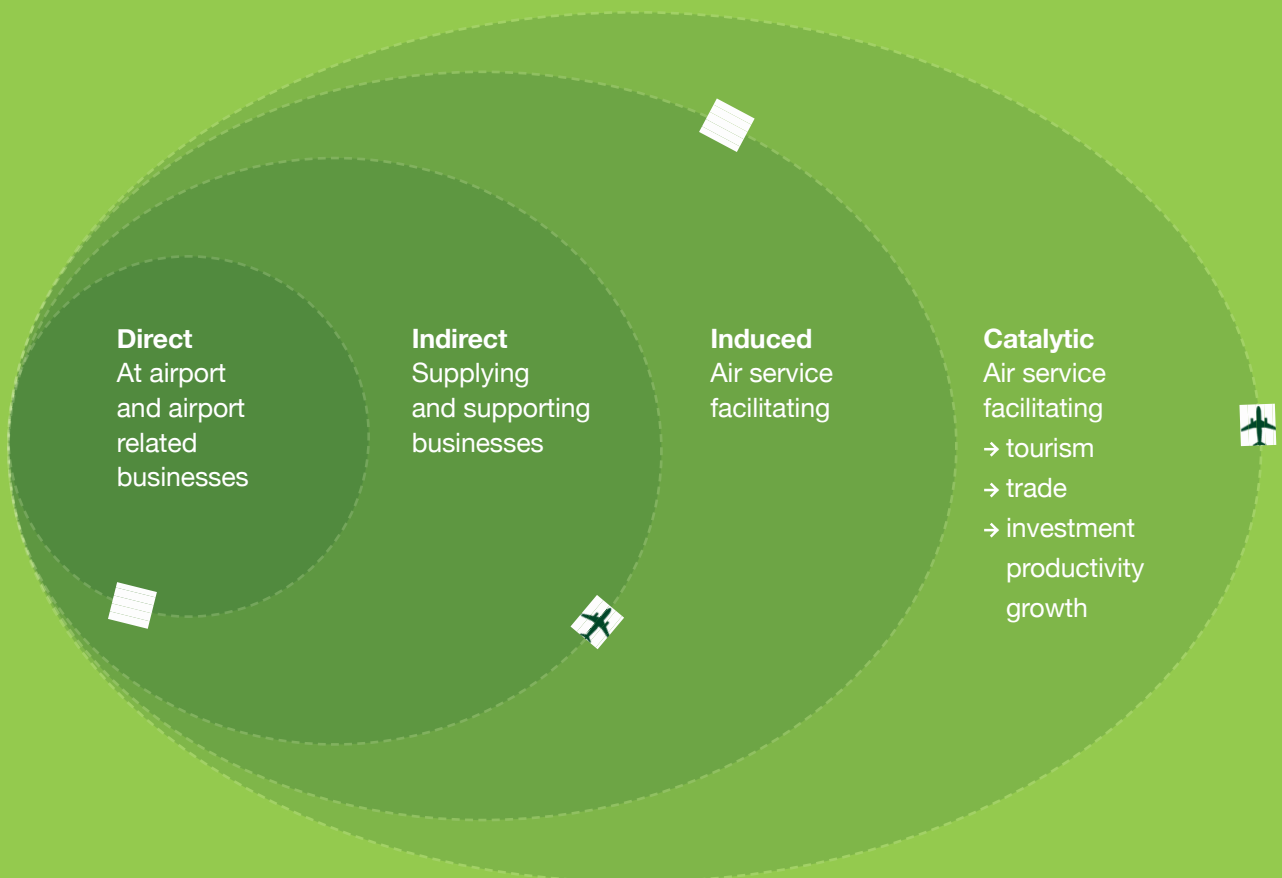 Direct
At airport
and airport
related
businesses
Indirect
Supplying
and supporting
businesses
Induced
Air service
facilitating
Catalytic
Air service
facilitating
→ tourism
→ trade
→ investment
productivity
growth